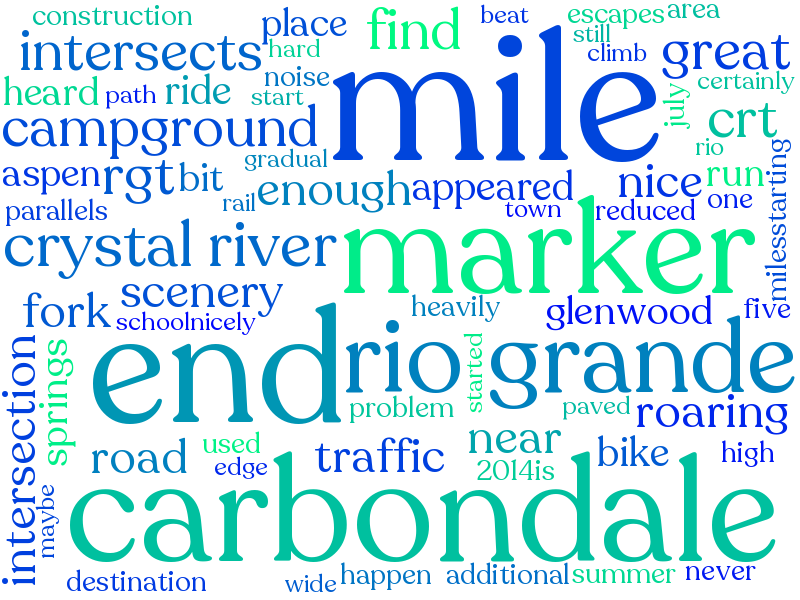 construction
place
find
beat
escapes
area
intersects
hard
mile
still
climb
great
heard
path
ride
noise
start
july
certainly
crt
campground
gradual
rio
aspen
rgt
bit
enough
appeared
nice
run
milesstarting
parallels
rail
town
reduced
one
crystal river
marker
fork
scenery
heavily
glenwood
five
schoolnicely
end
rio grande
intersection
springs
started
problem
paved
roaring
road
used
edge
traffic
near
2014is
bike
high
maybe
carbondale
destination
wide
happen
additional
summer
never